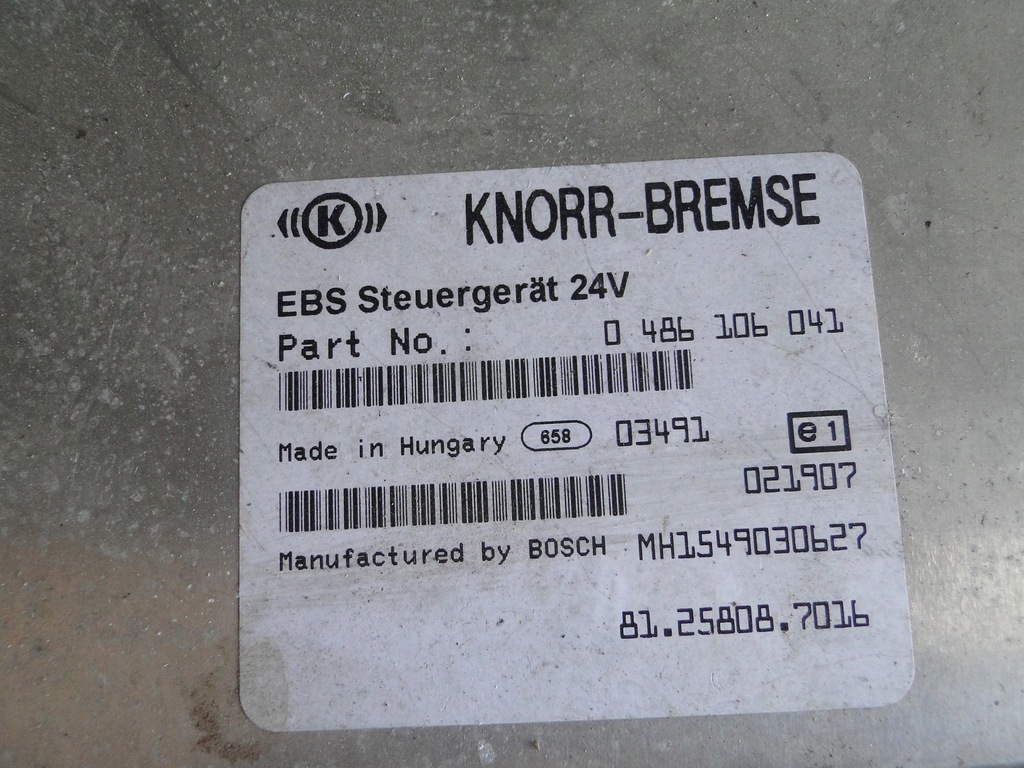 K KNORR-BREMSE
EBS Steuergerät 24V
Part No.: 0 486 106 041
Made in Hungary 658 03491 e1
021907
Manufactured by BOSCH MH1549030627
81.25808.7016